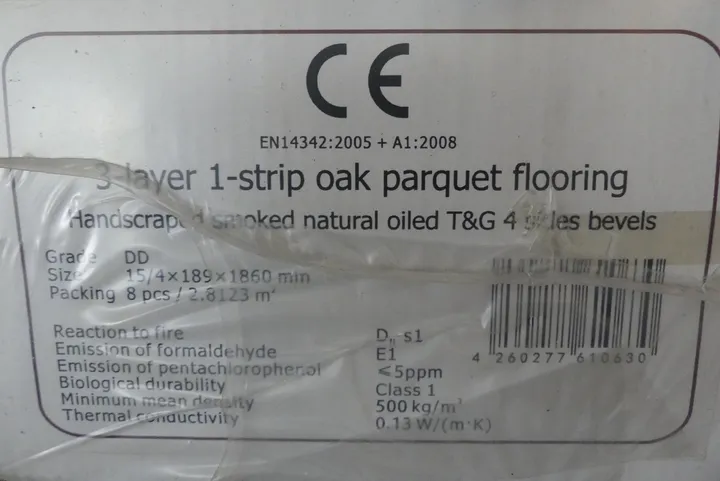 CE
EN14342:2005 + A1:2008
3-layer 1-strip oak parquet flooring
Handscraped smoked natural oiled T&G 4 sides bevels
Grade DD
Size 15/4×189×1860 mm
Packing 8 pcs / 2.8123 m²
Reaction to fire Dfl-s1
Emission of formaldehyde E1
Emission of pentachlorophenol ≤5ppm
Biological durability Class 1
Minimum mean density 500 kg/m³
Thermal conductivity 0.13 W/(m·K)
4 260277 610630